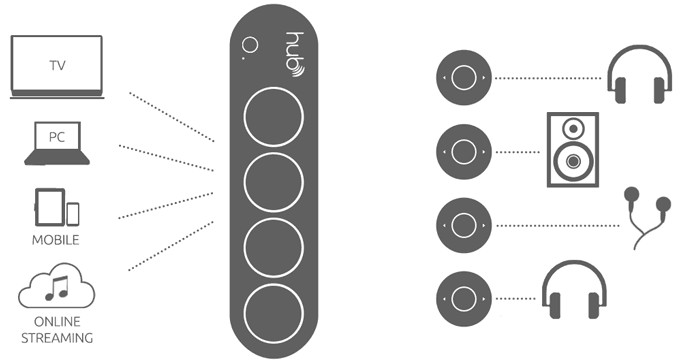 TV
PC
MOBILE
ONLINE
STREAMING
hub